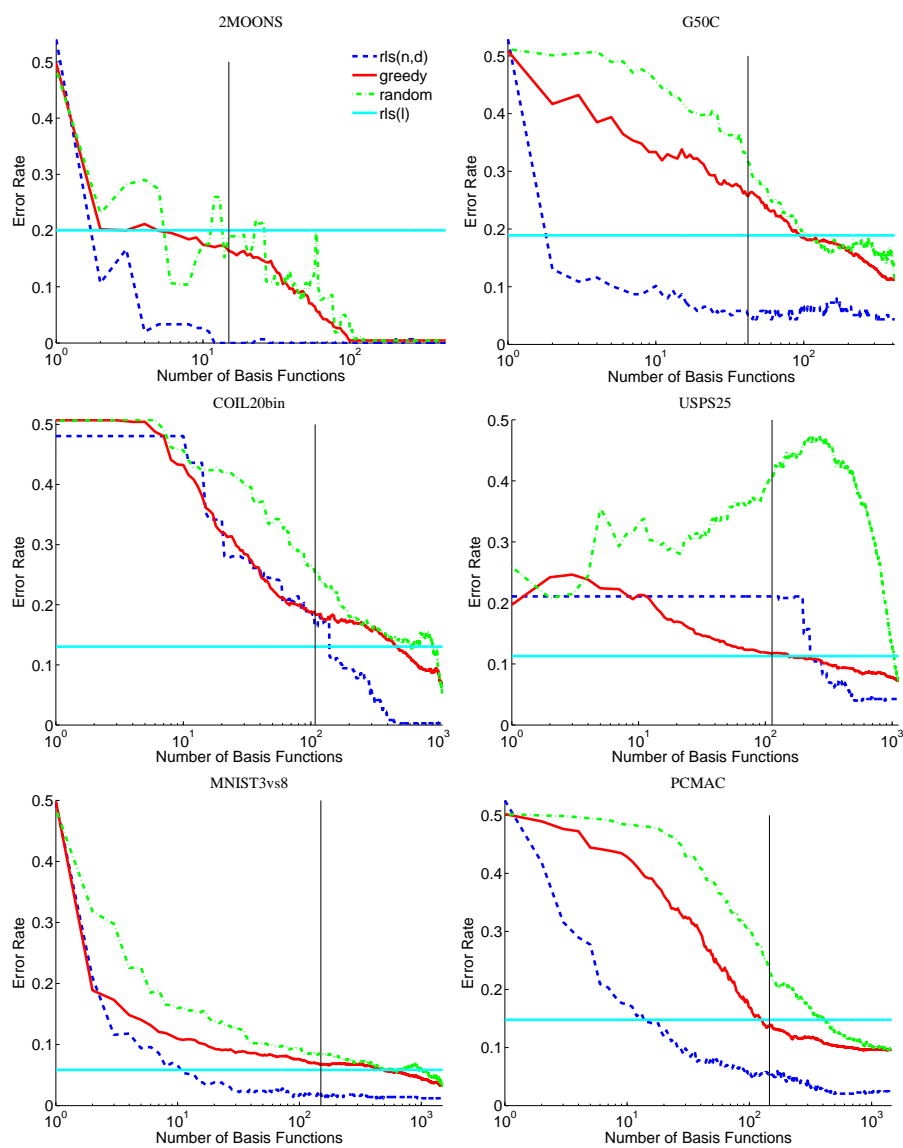 2MOONS
0.5
0.4
0.3
0.2
0.1
0
Error Rate
10^0
10^1
10^2
Number of Basis Functions
rls(n,d)
greedy
random
rls(l)
G50C
0.5
0.4
0.3
0.2
0.1
0
Error Rate
10^0
10^1
10^2
Number of Basis Functions
COIL20bin
0.5
0.4
0.3
0.2
0.1
0
Error Rate
10^0
10^1
10^2
10^3
Number of Basis Functions
USPS25
0.5
0.4
0.3
0.2
0.1
0
Error Rate
10^0
10^1
10^2
10^3
Number of Basis Functions
MNIST3vs8
0.5
0.4
0.3
0.2
0.1
0
Error Rate
10^0
10^1
10^2
10^3
Number of Basis Functions
PCMAC
0.5
0.4
0.3
0.2
0.1
0
Error Rate
10^0
10^1
10^2
10^3
Number of Basis Functions